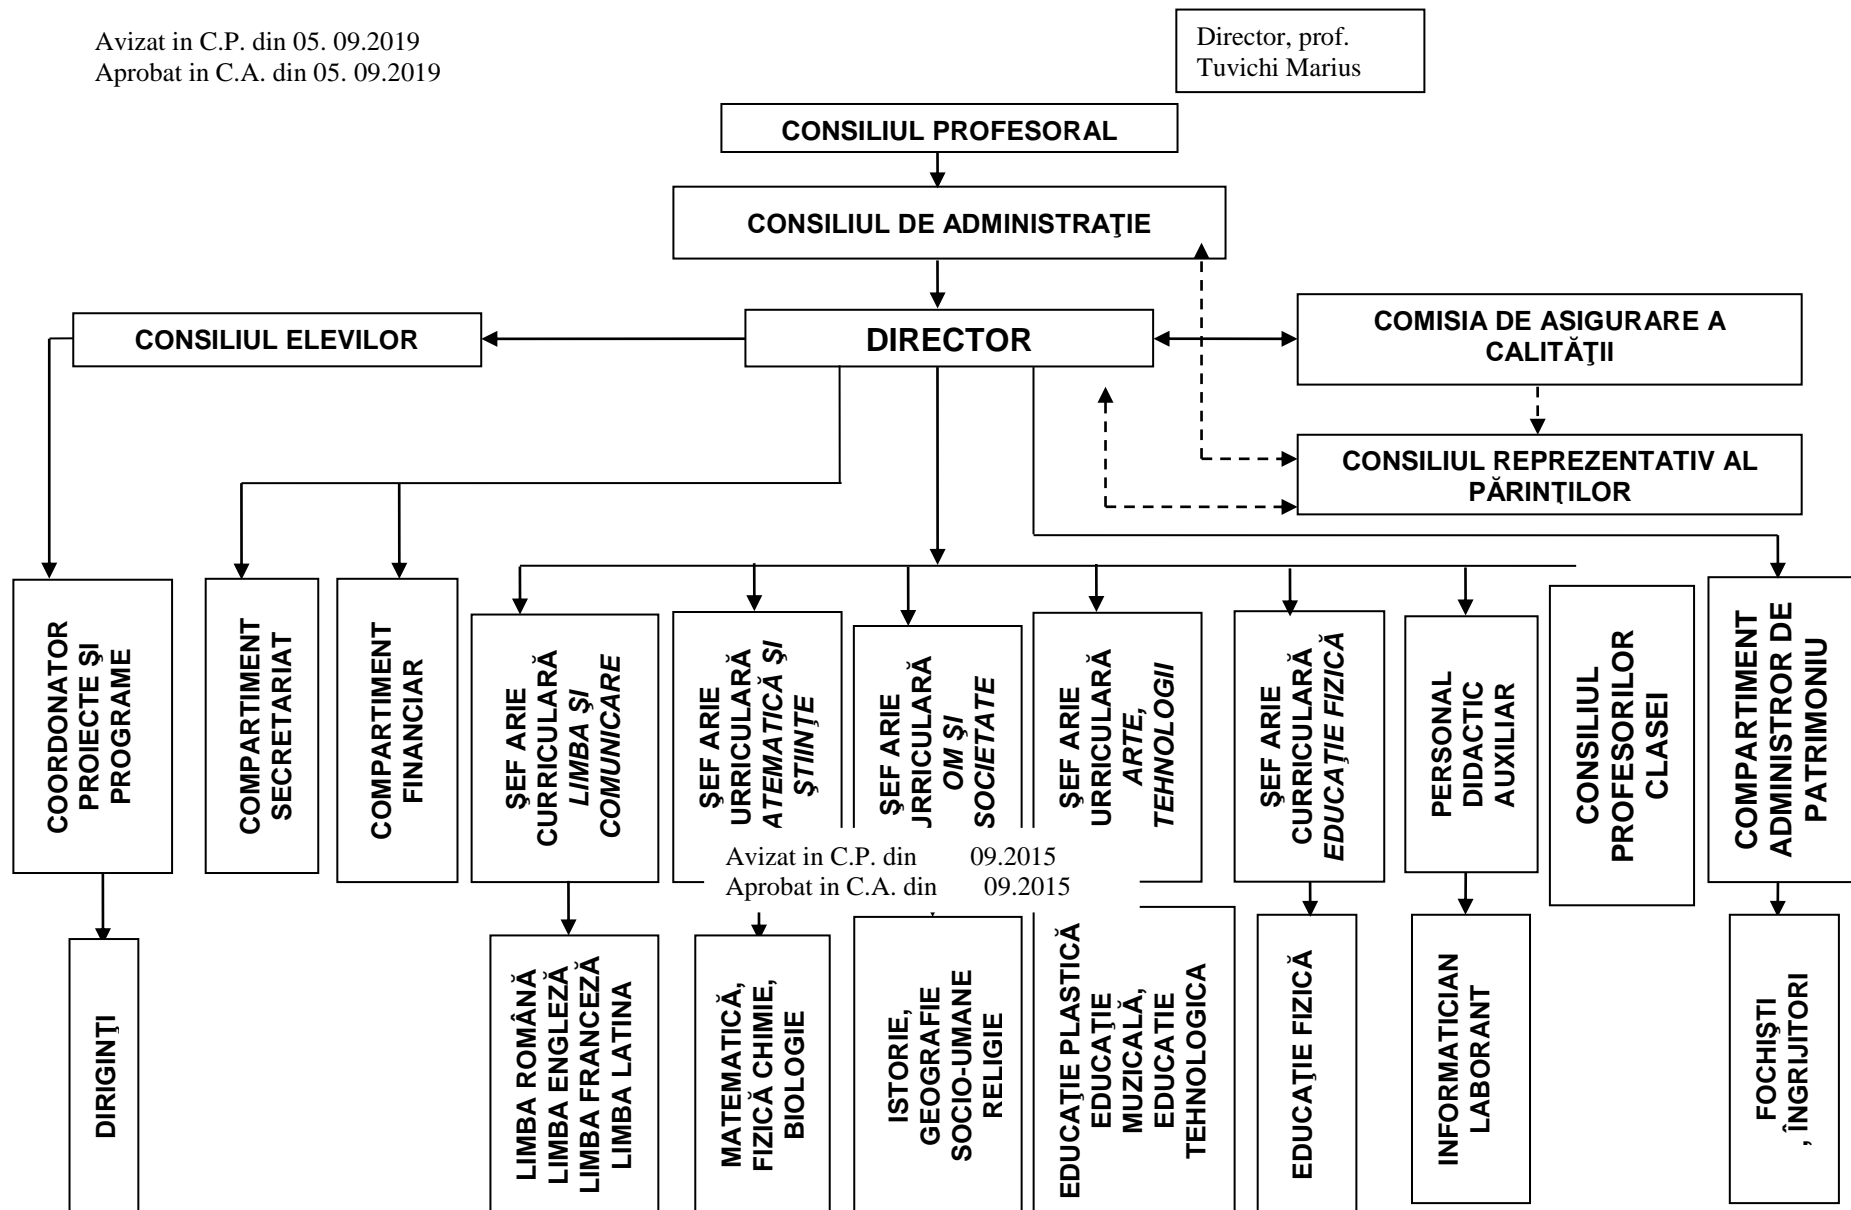 Avizat in C.P. din 05. 09.2019
Aprobat in C.A. din 05. 09.2019
Director, prof.
Tuvichi Marius
CONSILIUL PROFESORAL
CONSILIUL DE ADMINISTRAŢIE
CONSILIUL ELEVILOR
DIRECTOR
COMISIA DE ASIGURARE A
CALITĂŢII
CONSILIUL REPREZENTATIV AL
PĂRINŢILOR
COORDONATOR
PROIECTE ŞI
PROGRAME
COMPARTIMENT
SECRETARIAT
COMPARTIMENT
FINANCIAR
ŞEF ARIE
CURRICULARĂ
LIMBA ŞI
COMUNICARE
ŞEF ARIE
URRICULARĂ
ATEMATICĂ ŞI
ŞTIINŢE
ŞEF ARIE
JRRICULARĂ
OM ŞI
SOCIETATE
ŞEF ARIE
URRICULARĂ
ARTE,
TEHNOLOGII
ŞEF ARIE
CURRICULARĂ
EDUCAŢIE FIZICĂ
PERSONAL
DIDACTIC
AUXILIAR
CONSILIUL
PROFESORILOR
CLASEI
COMPARTIMENT
ADMINISTROR DE
PATRIMONIU
Avizat in C.P. din 09.2015
Aprobat in C.A. din 09.2015
DIRIGINŢI
LIMBA ROMÂNĂ
LIMBA ENGLEZĂ
LIMBA FRANCEZĂ
LIMBA LATINA
MATEMATICĂ,
FIZICĂ CHIMIE,
BIOLOGIE
ISTORIE,
GEOGRAFIE
SOCIO-UMANE
RELIGIE
EDUCAŢIE PLASTICĂ
EDUCAŢIE
MUZICALĂ,
EDUCATIE
TEHNOLOGICA
EDUCAŢIE FIZICĂ
INFORMATICIAN
LABORANT
FOCHIŞTI
, ÎNGRIJITORI